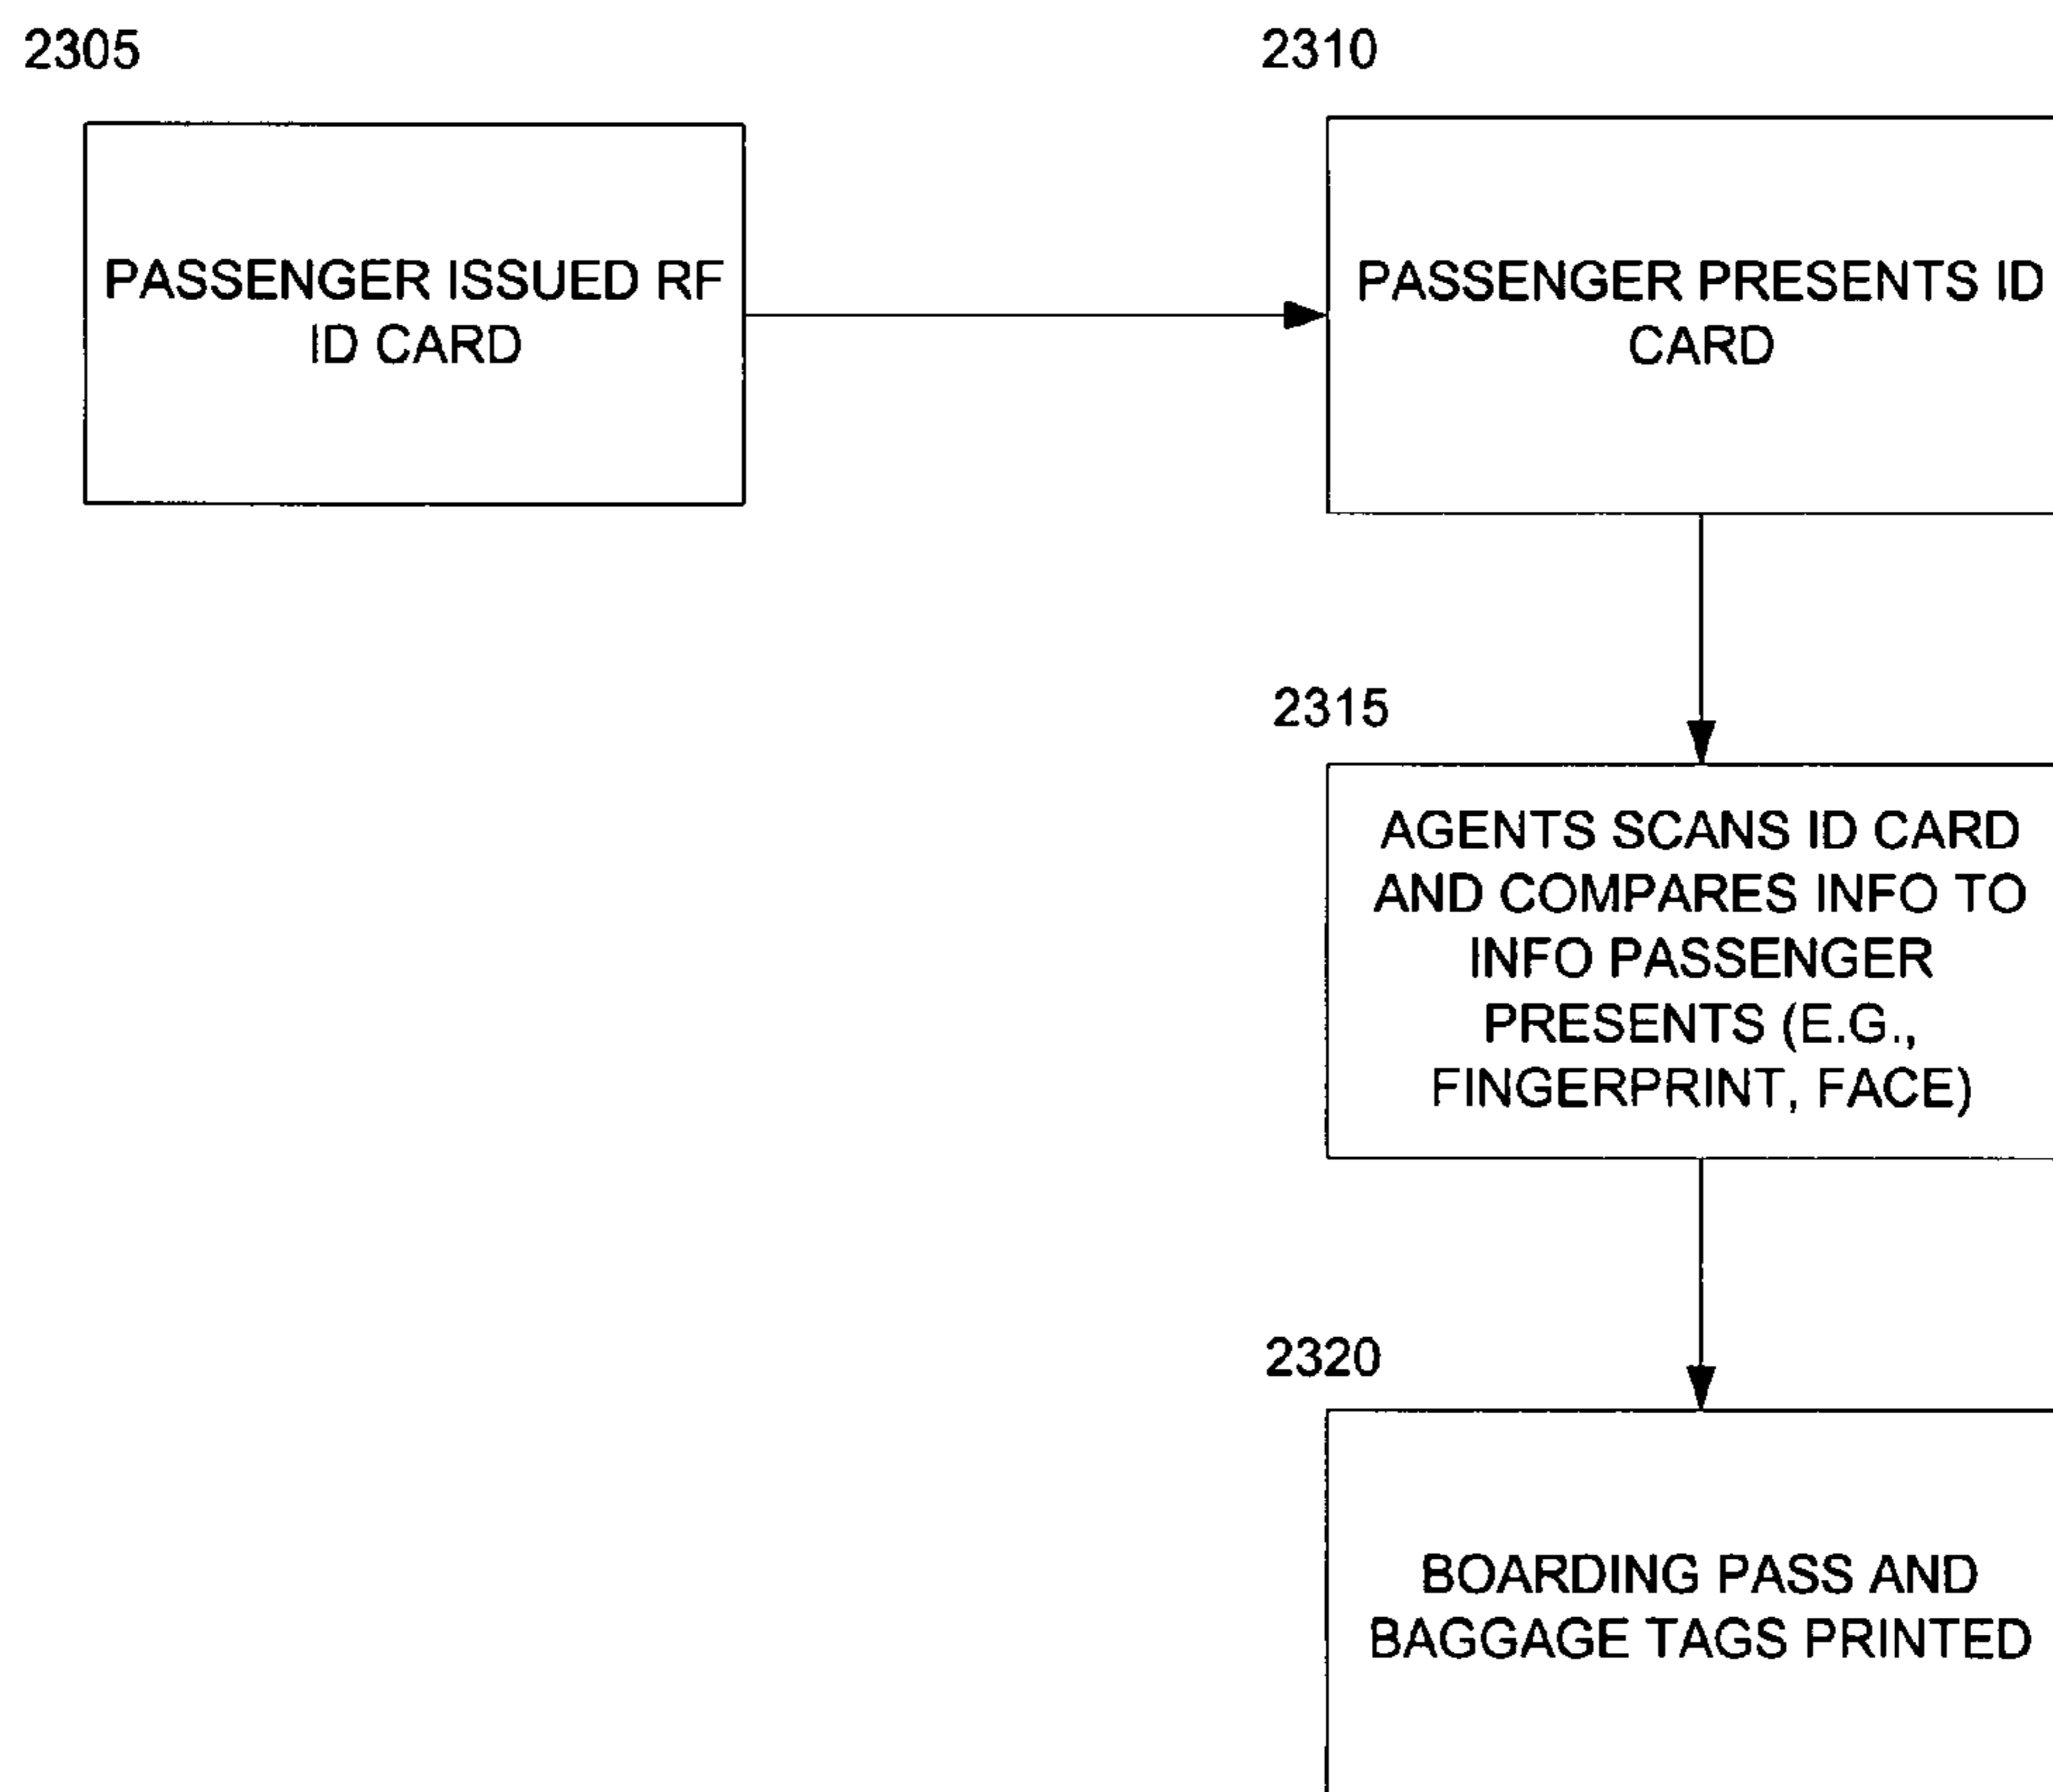 2305
PASSENGER ISSUED RF
ID CARD
2310
PASSENGER PRESENTS ID
CARD
2315
AGENTS SCANS ID CARD
AND COMPARES INFO TO
INFO PASSENGER
PRESENTS (E.G.,
FINGERPRINT, FACE)
2320
BOARDING PASS AND
BAGGAGE TAGS PRINTED